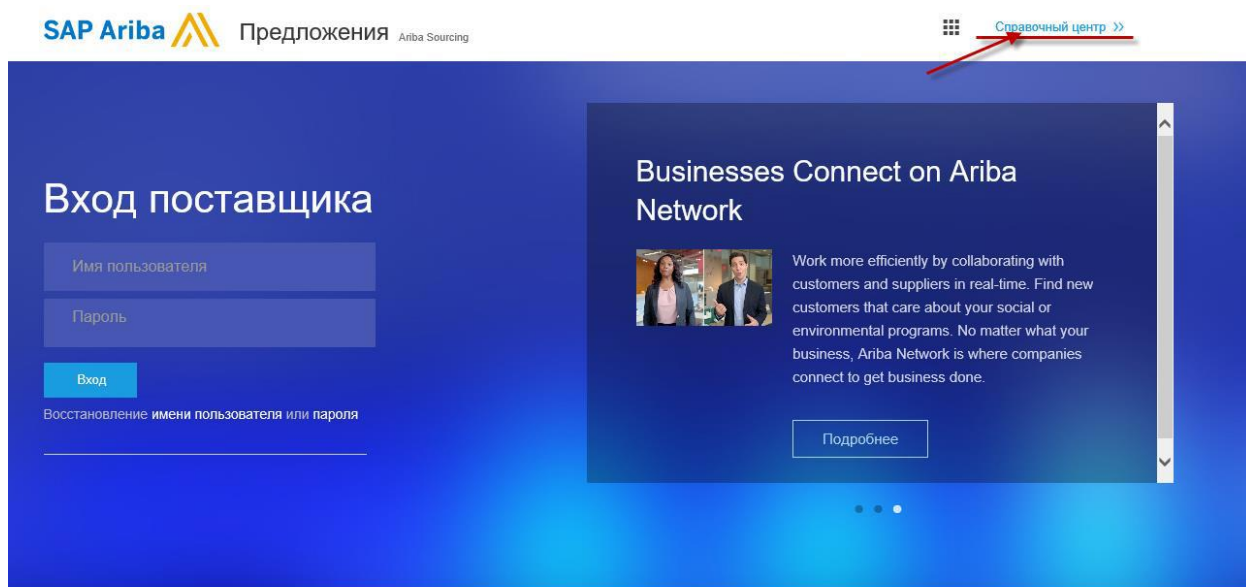 SAP Ariba Предложения Ariba Sourcing
Справочный центр »
Вход поставщика
Имя пользователя
Пароль
Вход
Восстановление имени пользователя или пароля
Businesses Connect on Ariba
Network
Work more efficiently by collaborating with
customers and suppliers in real-time. Find new
customers that care about your social or
environmental programs. No matter what your
business, Ariba Network is where companies
connect to get business done.
Подробнее